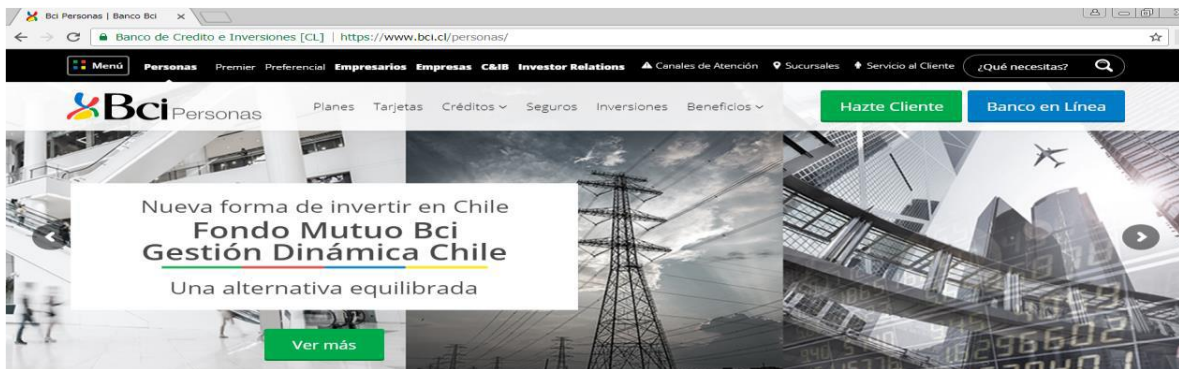 Bci Personas | Banco Bci
Banco de Credito e Inversiones [CL] | https://www.bci.cl/personas/
Menú Personas Premier Preferencial Empresarios Empresas C&IB Investor Relations Canales de Atención Sucursales Servicio al Cliente ¿Qué necesitas?
Bci Personas Planes Tarjetas Créditos Seguros Inversiones Beneficios Hazte Cliente Banco en Línea
Nueva forma de invertir en Chile
Fondo Mutuo Bci
Gestión Dinámica Chile
Una alternativa equilibrada
Ver más